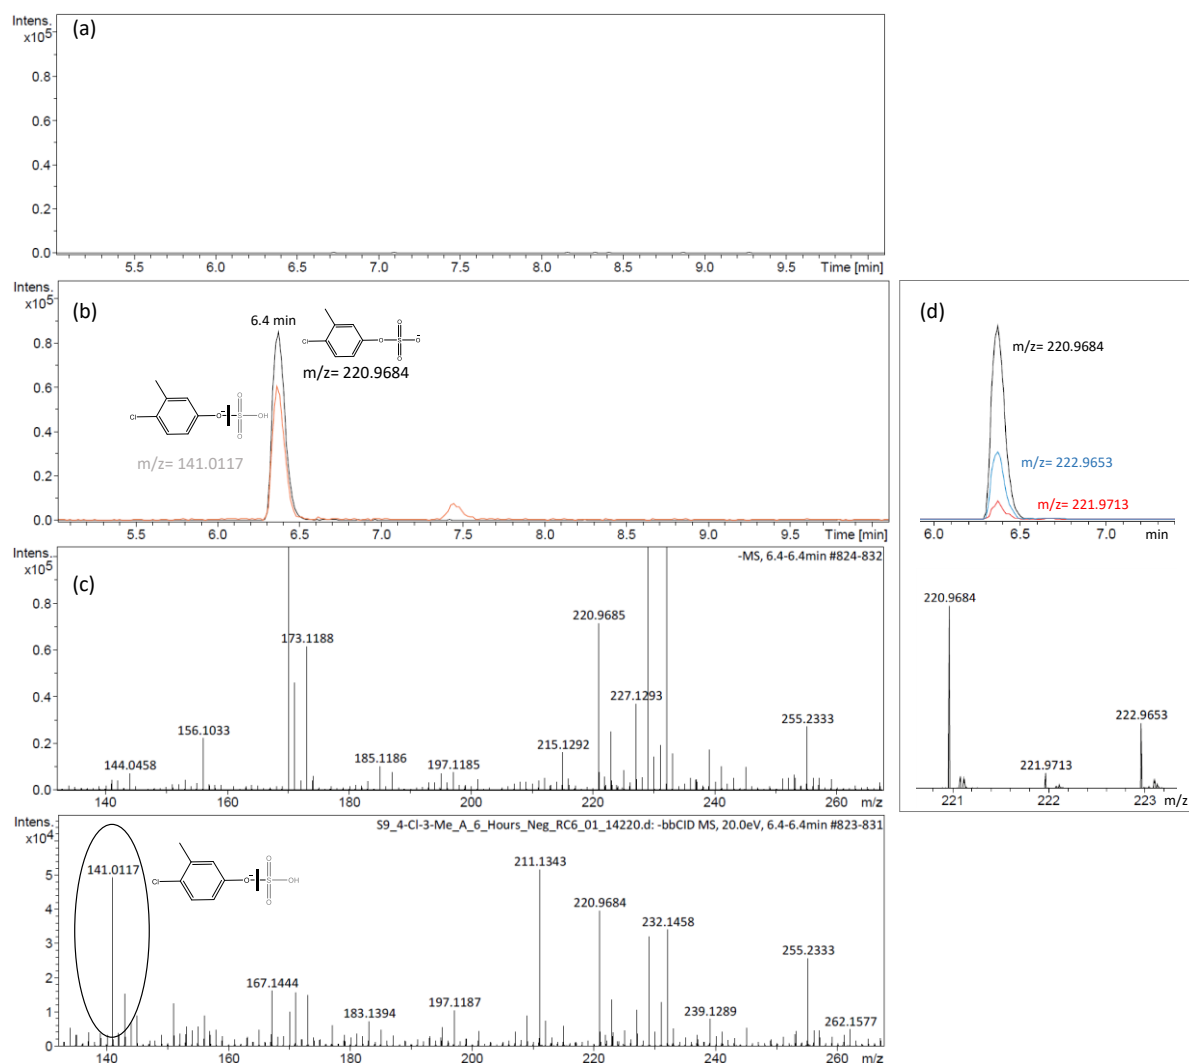 Intens.
x10⁵
(a)
0.8
0.6
0.4
0.2
0.0
5.5 6.0 6.5 7.0 7.5 8.0 8.5 9.0 9.5 Time [min]
Intens.
x10⁵
(b)
6.4 min
0.8
0.6
0.4
0.2
0.0
Cl O S O O O-
m/z= 220.9684
Cl O- S O O OH
m/z= 141.0117
5.5 6.0 6.5 7.0 7.5 8.0 8.5 9.0 9.5 Time [min]
(d)
m/z= 220.9684
m/z= 222.9653
m/z= 221.9713
6.0 6.5 7.0 min
220.9684
221.9713
222.9653
221 222 223 m/z
Intens.
x10⁵
(c)
-MS, 6.4-6.4min #824-832
0.8
0.6
0.4
0.2
0.0
144.0458
156.1033
173.1188
185.1186
197.1185
215.1292
220.9685
227.1293
255.2333
140 160 180 200 220 240 260 m/z
Intens.
x10⁴
S9_4-Cl-3-Me_A_6_Hours_Neg_RC6_01_14220.d: -bbCID MS, 20.0eV, 6.4-6.4min #823-831
5
4
3
2
1
0
141.0117
Cl O- S O O OH
167.1444
183.1394
197.1187
211.1343
220.9684
232.1458
239.1289
255.2333
262.1577
140 160 180 200 220 240 260 m/z